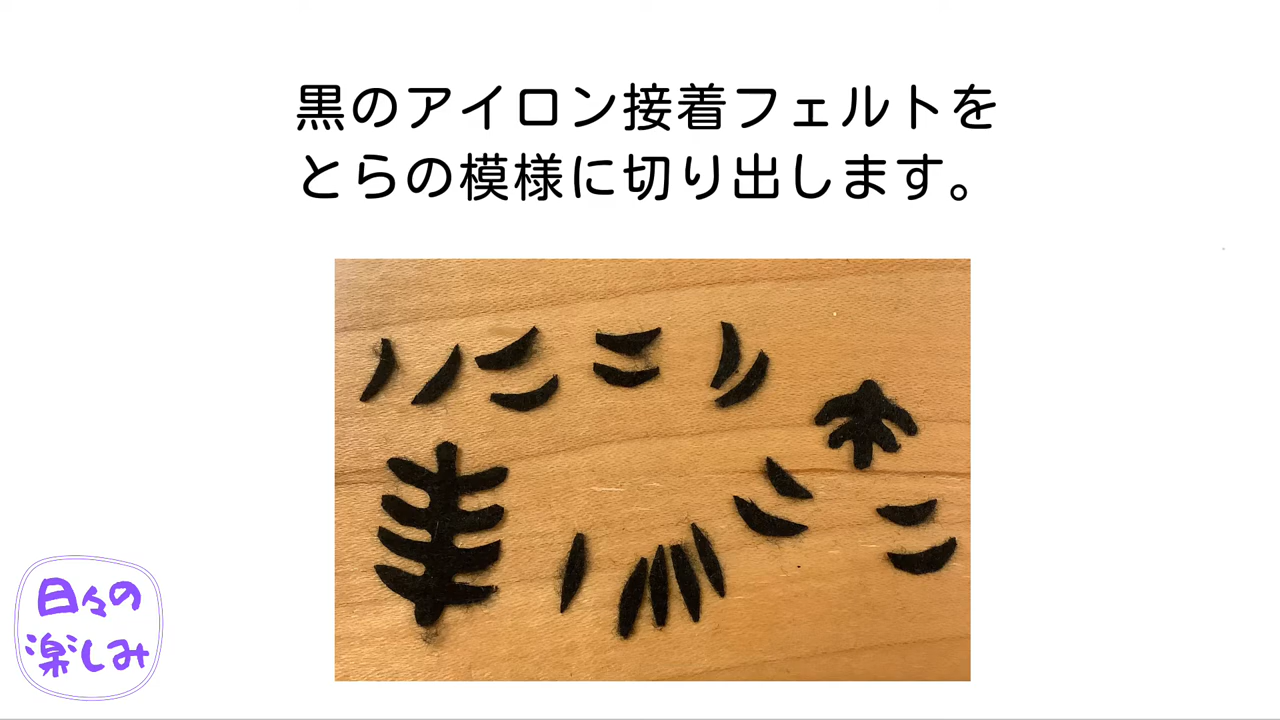 黒のアイロン接着フェルトを
とらの模様に切り出します。
日々の
楽しみ